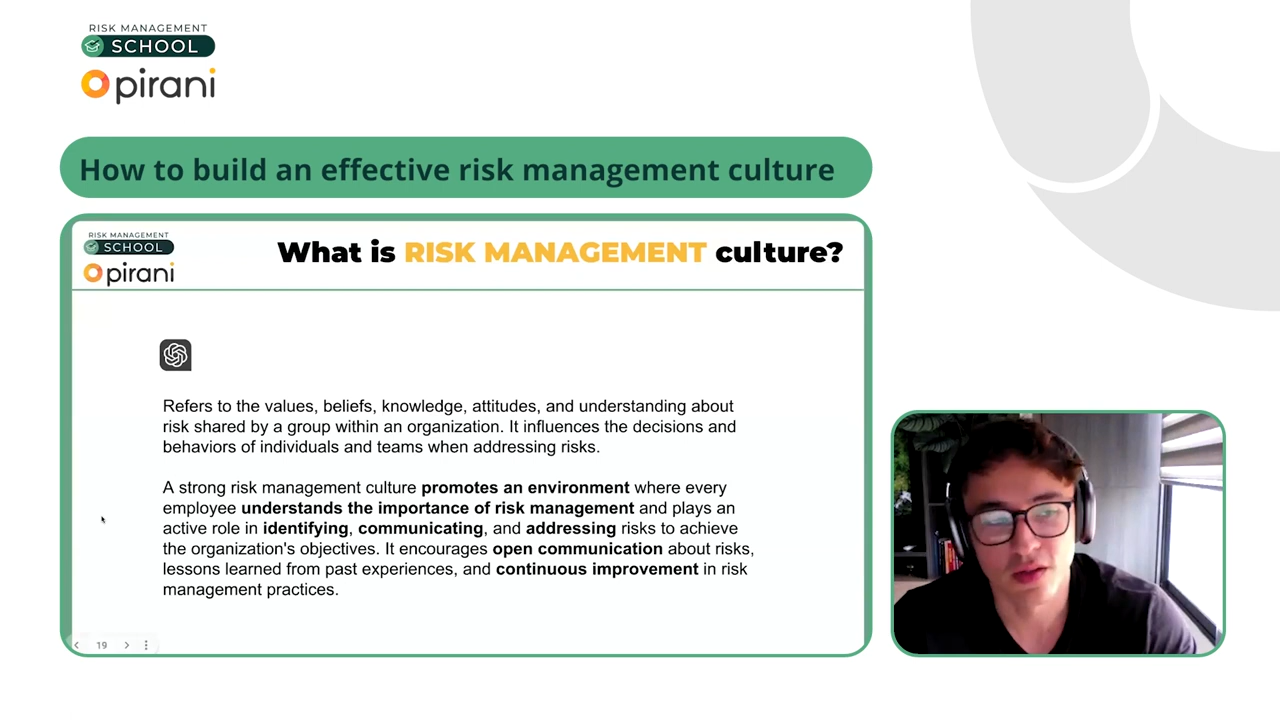 RISK MANAGEMENT
SCHOOL
pirani
How to build an effective risk management culture
RISK MANAGEMENT
SCHOOL
pirani
What is RISK MANAGEMENT culture?
Refers to the values, beliefs, knowledge, attitudes, and understanding about
risk shared by a group within an organization. It influences the decisions and
behaviors of individuals and teams when addressing risks.
A strong risk management culture promotes an environment where every
employee understands the importance of risk management and plays an
active role in identifying, communicating, and addressing risks to achieve
the organization's objectives. It encourages open communication about risks,
lessons learned from past experiences, and continuous improvement in risk
management practices.
19